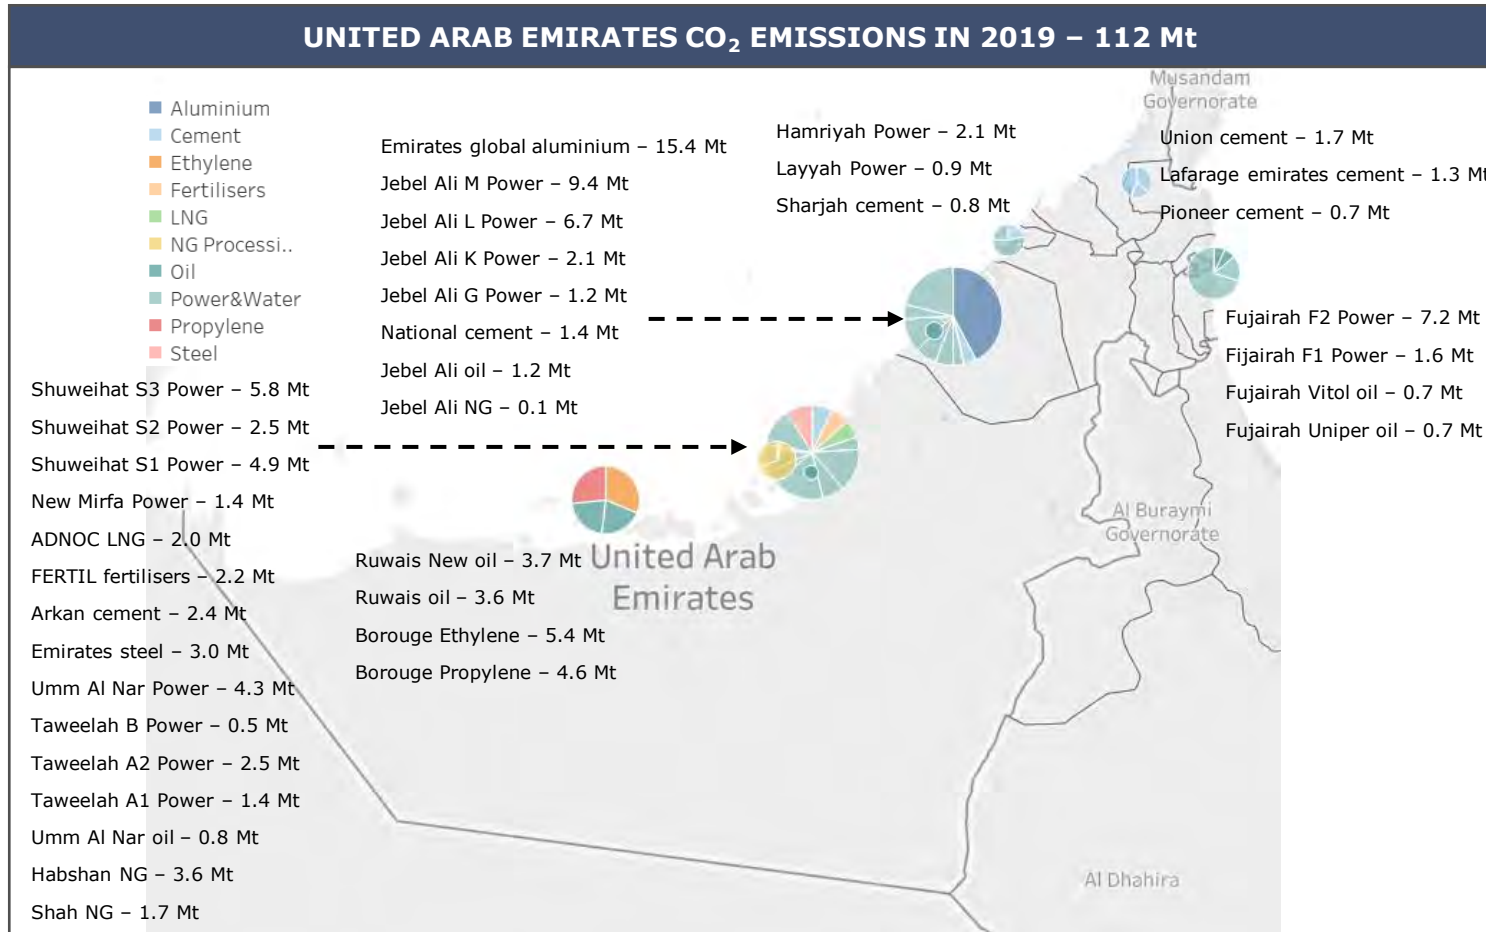 UNITED ARAB EMIRATES CO₂ EMISSIONS IN 2019 – 112 Mt
Aluminium
Cement
Ethylene
Fertilisers
LNG
NG Processi..
Oil
Power&Water
Propylene
Steel
Shuweihat S3 Power – 5.8 Mt
Shuweihat S2 Power – 2.5 Mt
Shuweihat S1 Power – 4.9 Mt
New Mirfa Power – 1.4 Mt
ADNOC LNG – 2.0 Mt
FERTIL fertilisers – 2.2 Mt
Arkan cement – 2.4 Mt
Emirates steel – 3.0 Mt
Umm Al Nar Power – 4.3 Mt
Taweelah B Power – 0.5 Mt
Taweelah A2 Power – 2.5 Mt
Taweelah A1 Power – 1.4 Mt
Umm Al Nar oil – 0.8 Mt
Habshan NG – 3.6 Mt
Shah NG – 1.7 Mt
Emirates global aluminium – 15.4 Mt
Jebel Ali M Power – 9.4 Mt
Jebel Ali L Power – 6.7 Mt
Jebel Ali K Power – 2.1 Mt
Jebel Ali G Power – 1.2 Mt
National cement – 1.4 Mt
Jebel Ali oil – 1.2 Mt
Jebel Ali NG – 0.1 Mt
Ruwais New oil – 3.7 Mt
Ruwais oil – 3.6 Mt
Borouge Ethylene – 5.4 Mt
Borouge Propylene – 4.6 Mt
United Arab
Emirates
Hamriyah Power – 2.1 Mt
Layyah Power – 0.9 Mt
Sharjah cement – 0.8 Mt
Musandam
Governorate
Union cement – 1.7 Mt
Lafarage emirates cement – 1.3 Mt
Pioneer cement – 0.7 Mt
Fujairah F2 Power – 7.2 Mt
Fijairah F1 Power – 1.6 Mt
Fujairah Vitol oil – 0.7 Mt
Fujairah Uniper oil – 0.7 Mt
Al Buraymi
Governorate
Al Dhahira